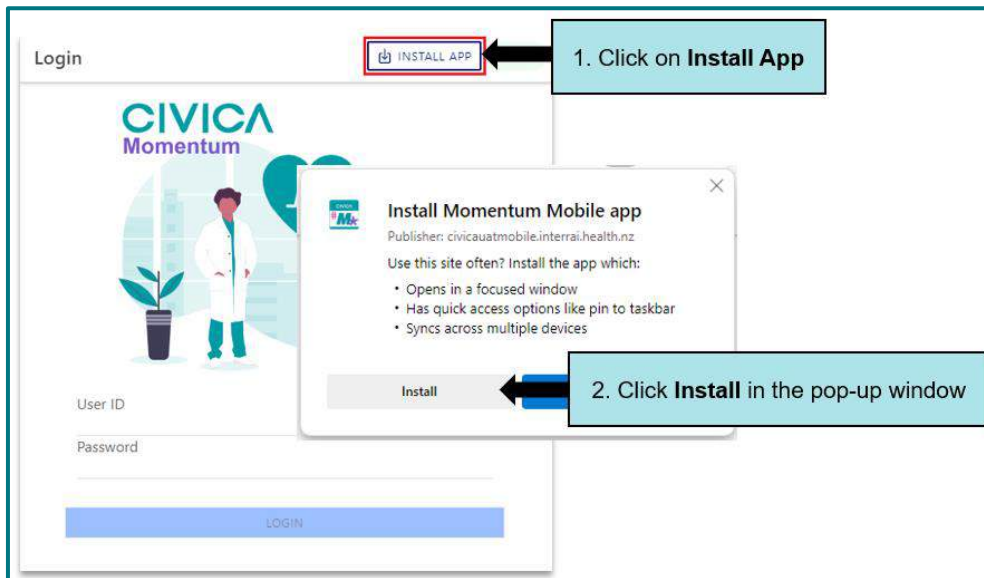 Login
INSTALL APP
1. Click on Install App
CIVICA
Momentum
CIVICA
Install Momentum Mobile app
Publisher: civicauatmobile.interrai.health.nz
Use this site often? Install the app which:
• Opens in a focused window
• Has quick access options like pin to taskbar
• Syncs across multiple devices
Install
2. Click Install in the pop-up window
User ID
Password
LOGIN